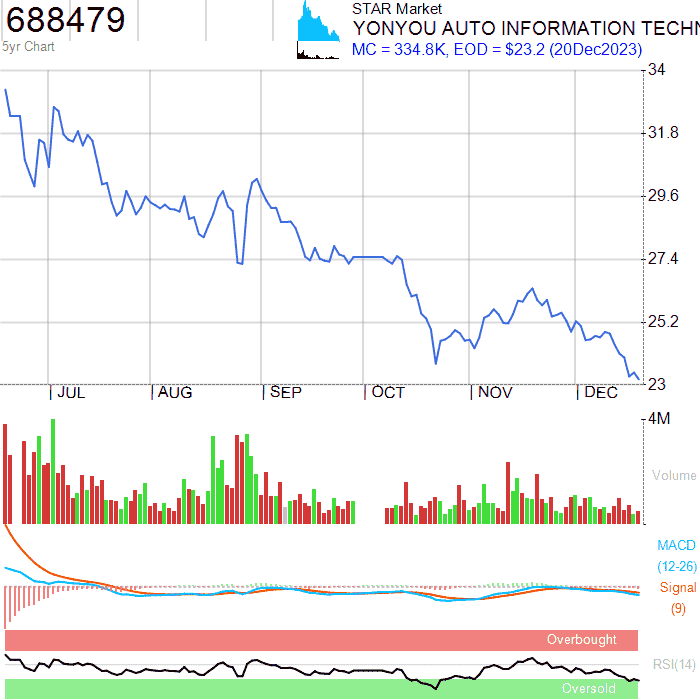 688479
5yr Chart
STAR Market
YONYOU AUTO INFORMATION TECHN
MC = 334.8K, EOD = $23.2 (20Dec2023)
34
31.8
29.6
27.4
25.2
23
JUL AUG SEP OCT NOV DEC
4M
Volume
MACD
(12-26)
Signal
(9)
Overbought
RSI(14)
Oversold